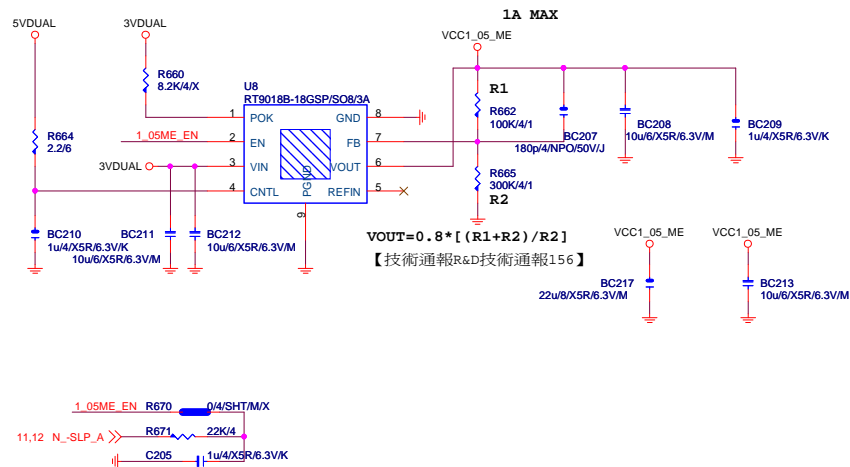 1A MAX
5VDUAL
3VDUAL
VCC1_05_ME
R660
8.2K/4/X
U8
RT9018B-18GSP/SO8/3A
R1
R662
100K/4/1
BC207
180p/4/NPO/50V/J
BC208
10u/6/X5R/6.3V/M
BC209
1u/4/X5R/6.3V/K
R664
2.2/6
1_05ME_EN
3VDUAL
1 POK
2 EN
3 VIN
4 CNTL
GND 8
FB 7
VOUT 6
REFIN 5
PGND
9
R665
300K/4/1
R2
BC210
1u/4/X5R/6.3V/K
BC211
10u/6/X5R/6.3V/M
BC212
10u/6/X5R/6.3V/M
VOUT=0.8*[(R1+R2)/R2]
【技術通報R&D技術通報156】
VCC1_05_ME
VCC1_05_ME
BC217
22u/8/X5R/6.3V/M
BC213
10u/6/X5R/6.3V/M
1_05ME_EN R670 0/4/SHT/M/X
11,12 N_-SLP_A R671 22K/4
C205 1u/4/X5R/6.3V/K